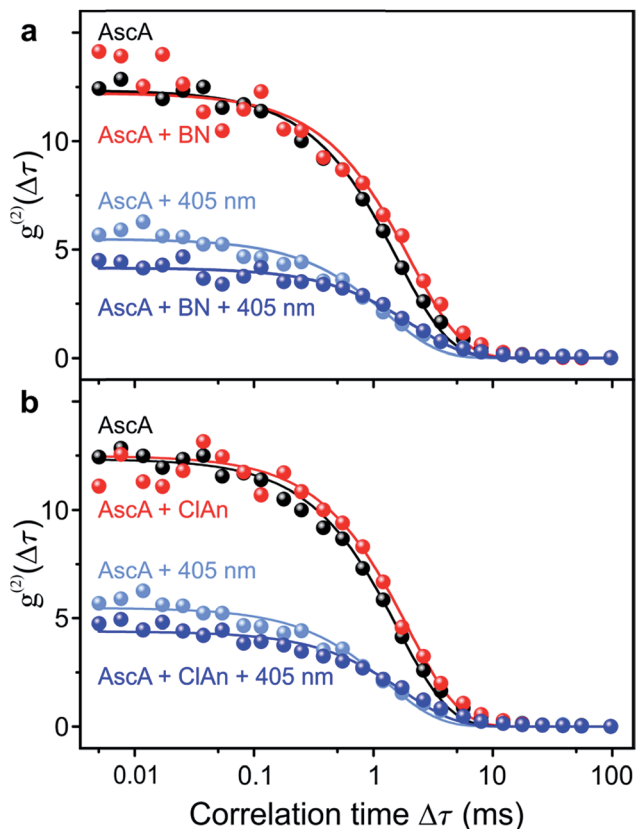 a
AscA
AscA + BN
AscA + 405 nm
AscA + BN + 405 nm
10
5
0
g⁽²⁾(Δτ)
b
AscA
AscA + ClAn
AscA + 405 nm
AscA + ClAn + 405 nm
10
5
0
g⁽²⁾(Δτ)
0.01 0.1 1 10 100
Correlation time Δτ (ms)